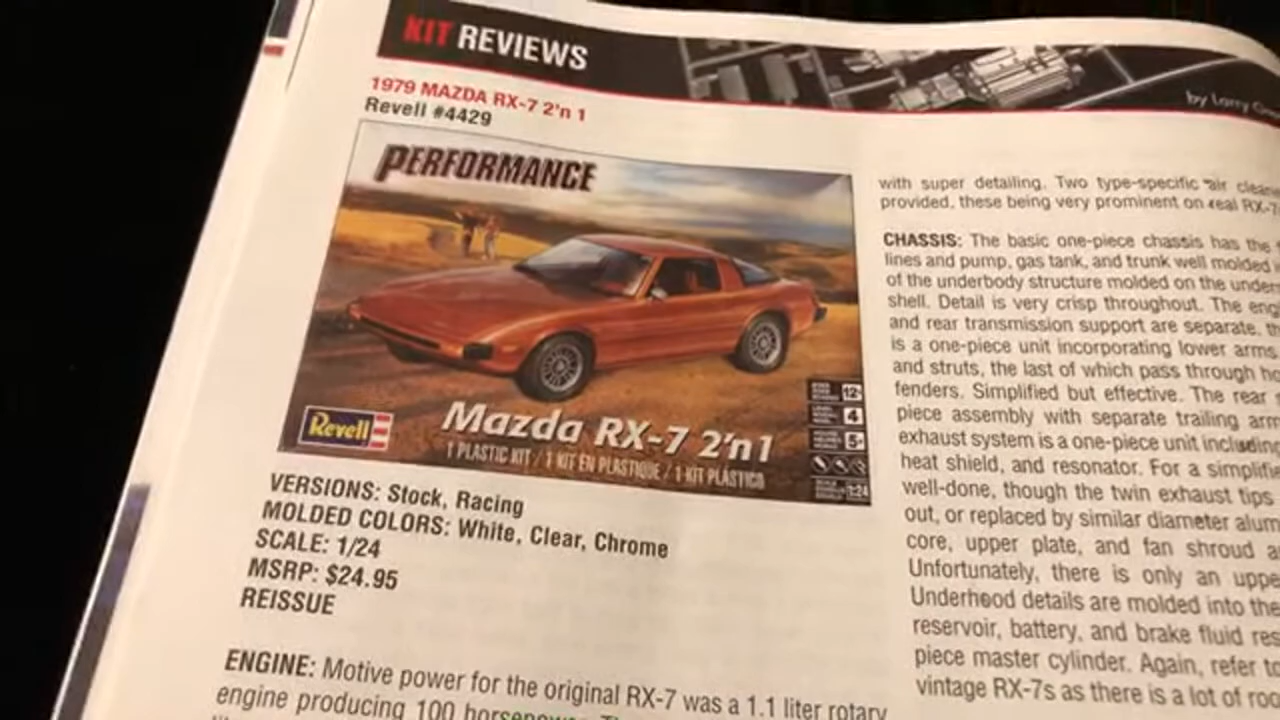 KIT REVIEWS
by Larry
1979 MAZDA RX-7 2'n 1
Revell #4429
PERFORMANCE
12+
4
5+
1:24
Revell
Mazda RX-7 2'n1
1 PLASTIC KIT / 1 KIT EN PLASTIQUE / 1 KIT PLÁSTICO
VERSIONS: Stock, Racing
MOLDED COLORS: White, Clear, Chrome
SCALE: 1/24
MSRP: $24.95
REISSUE
ENGINE: Motive power for the original RX-7 was a 1.1 liter rotary
engine producing 100
with super detailing. Two type-specific air
provided, these being very prominent on real RX-7
CHASSIS: The basic one-piece chassis has the
lines and pump, gas tank, and trunk well molded
of the underbody structure molded on the
shell. Detail is very crisp throughout. The
and rear transmission support are separate,
is a one-piece unit incorporating lower arms,
and struts, the last of which pass through
fenders. Simplified but effective. The rear
piece assembly with separate trailing
exhaust system is a one-piece unit including
heat shield, and resonator. For a
well-done, though the twin exhaust tips
out, or replaced by similar diameter
core, upper plate, and fan shroud
Unfortunately, there is only an
Underhood details are molded into the
reservoir, battery, and brake fluid
piece master cylinder. Again, refer to
vintage RX-7s as there is a lot of